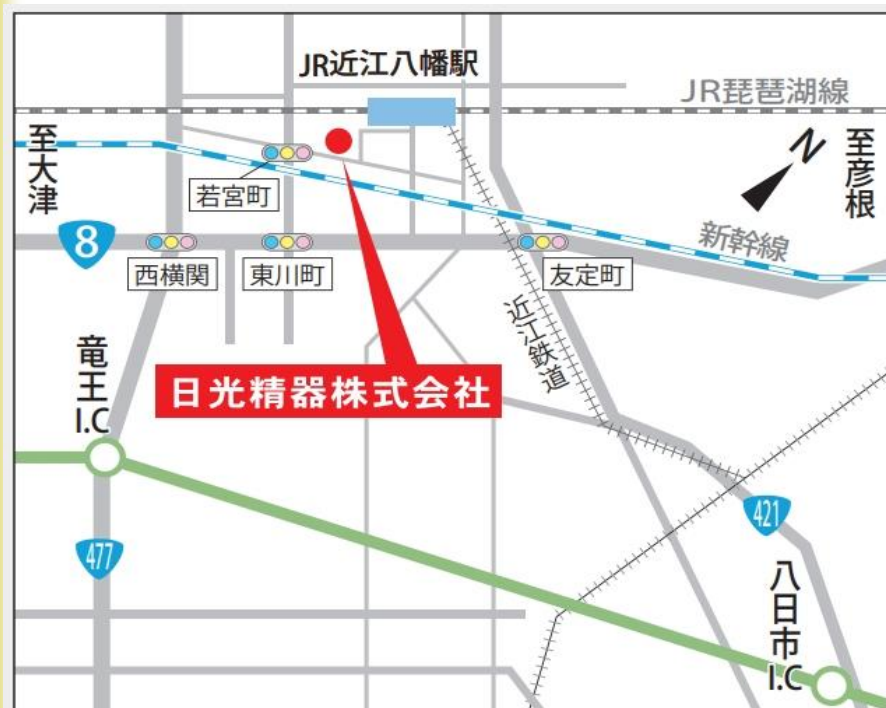 JR近江八幡駅
JR琵琶湖線
至大津
N
至彦根
若宮町
8
新幹線
西横関
東川町
友定町
近江鉄道
竜王I.C
日光精器株式会社
421
477
八日市I.C